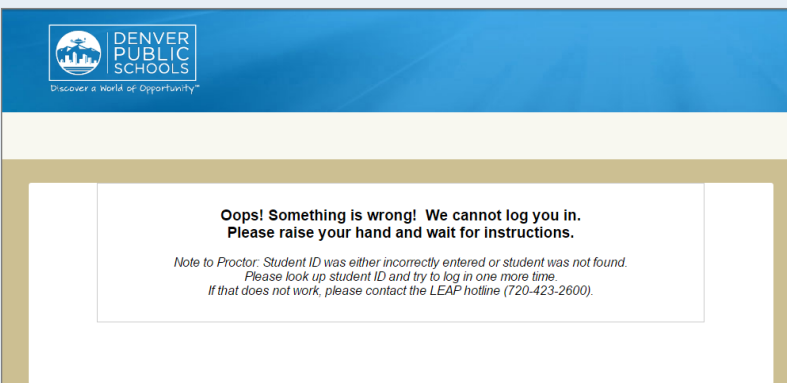 DENVER
PUBLIC
SCHOOLS
Discover a World of Opportunity™
Oops! Something is wrong!  We cannot log you in.
Please raise your hand and wait for instructions.
Note to Proctor: Student ID was either incorrectly entered or student was not found.
Please look up student ID and try to log in one more time.
If that does not work, please contact the LEAP hotline (720-423-2600).